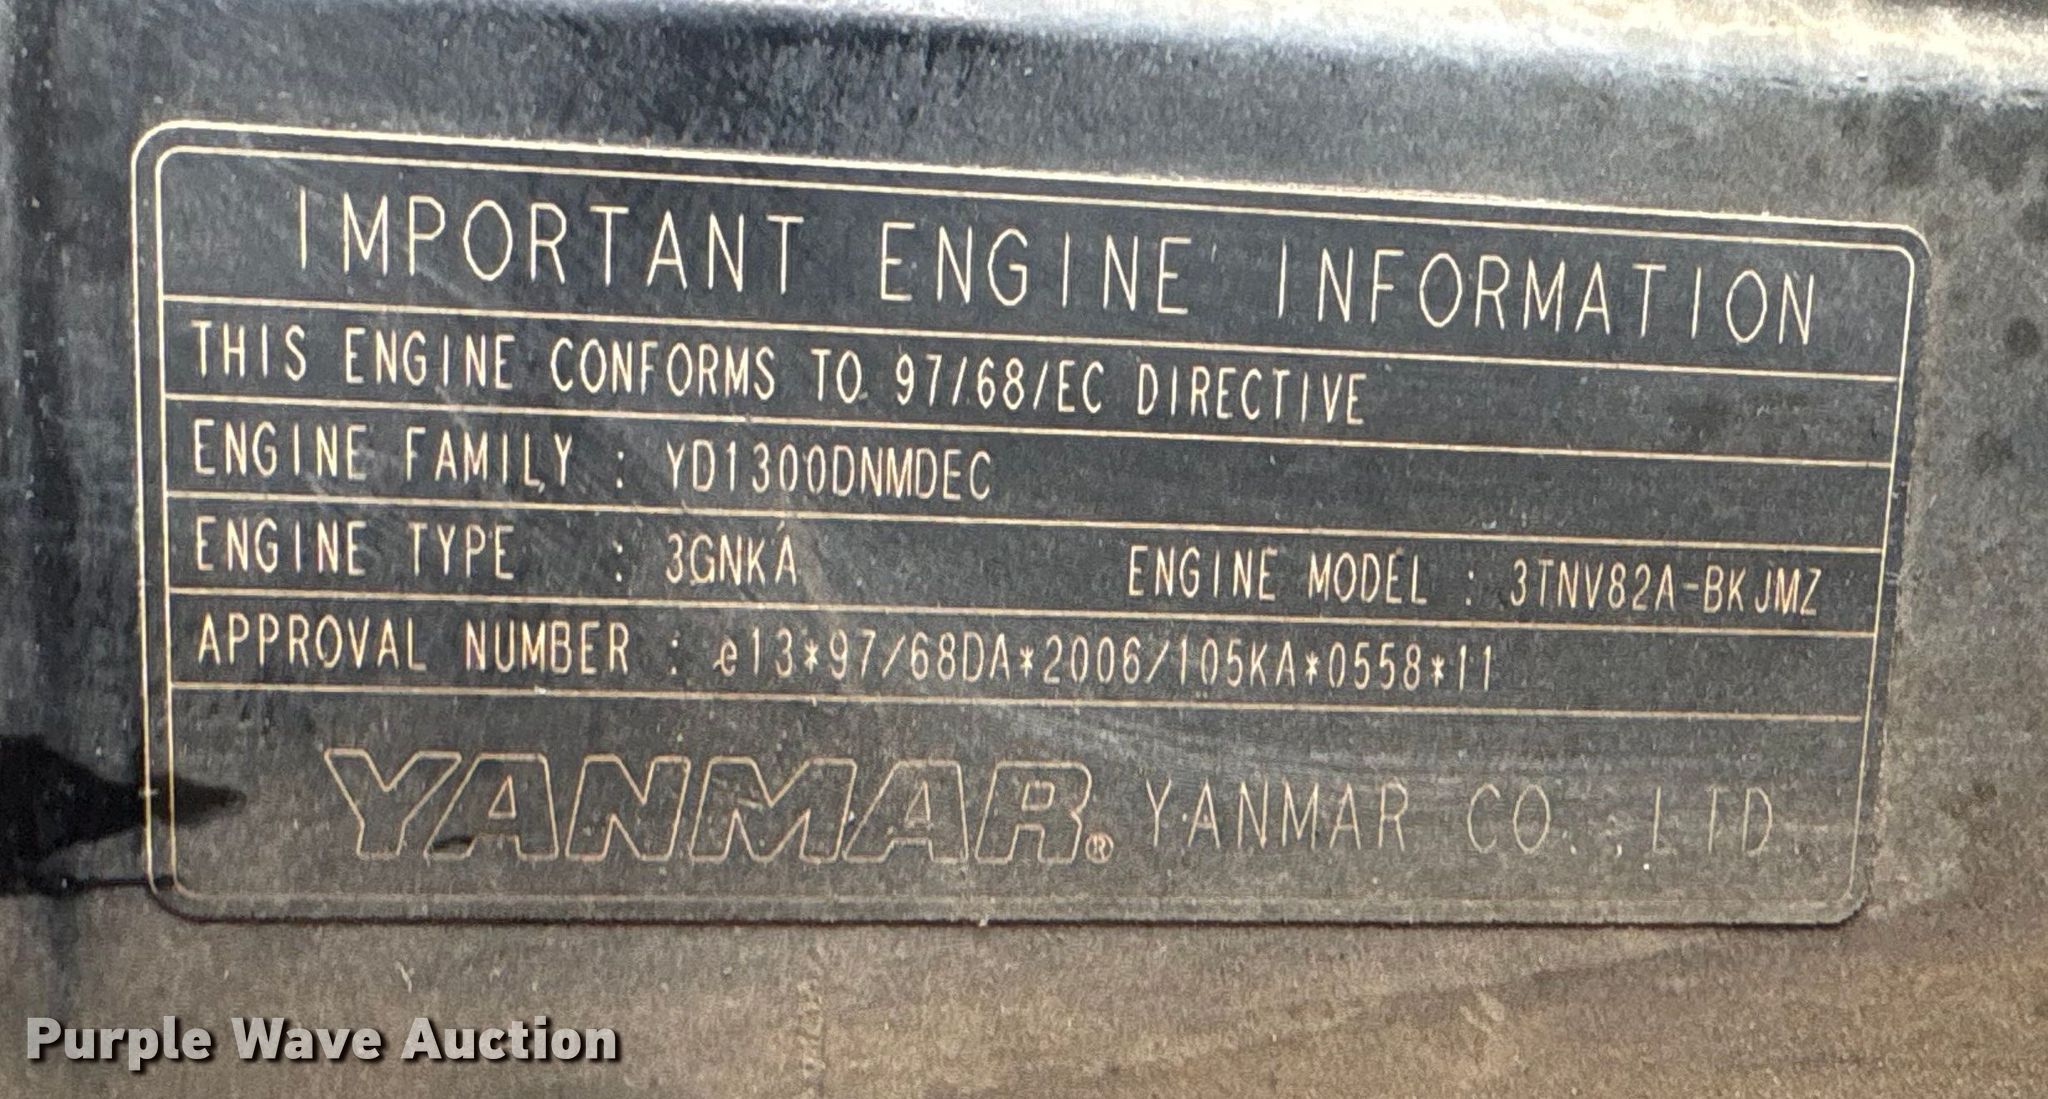 IMPORTANT ENGINE INFORMATION
THIS ENGINE CONFORMS TO 97/68/EC DIRECTIVE
ENGINE FAMILY : YD1300DNMDEC
ENGINE TYPE : 3GNKA ENGINE MODEL : 3TNV82A-BKJMZ
APPROVAL NUMBER : e13*97/68DA*2006/105KA*0558*11
YANMAR® YANMAR CO., LTD.
Purple Wave Auction